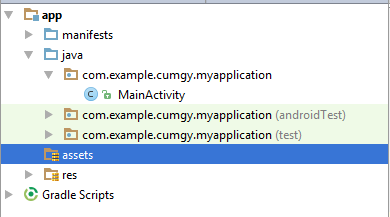 app
manifests
java
com.example.cumgy.myapplication
C MainActivity
com.example.cumgy.myapplication (androidTest)
com.example.cumgy.myapplication (test)
assets
res
Gradle Scripts